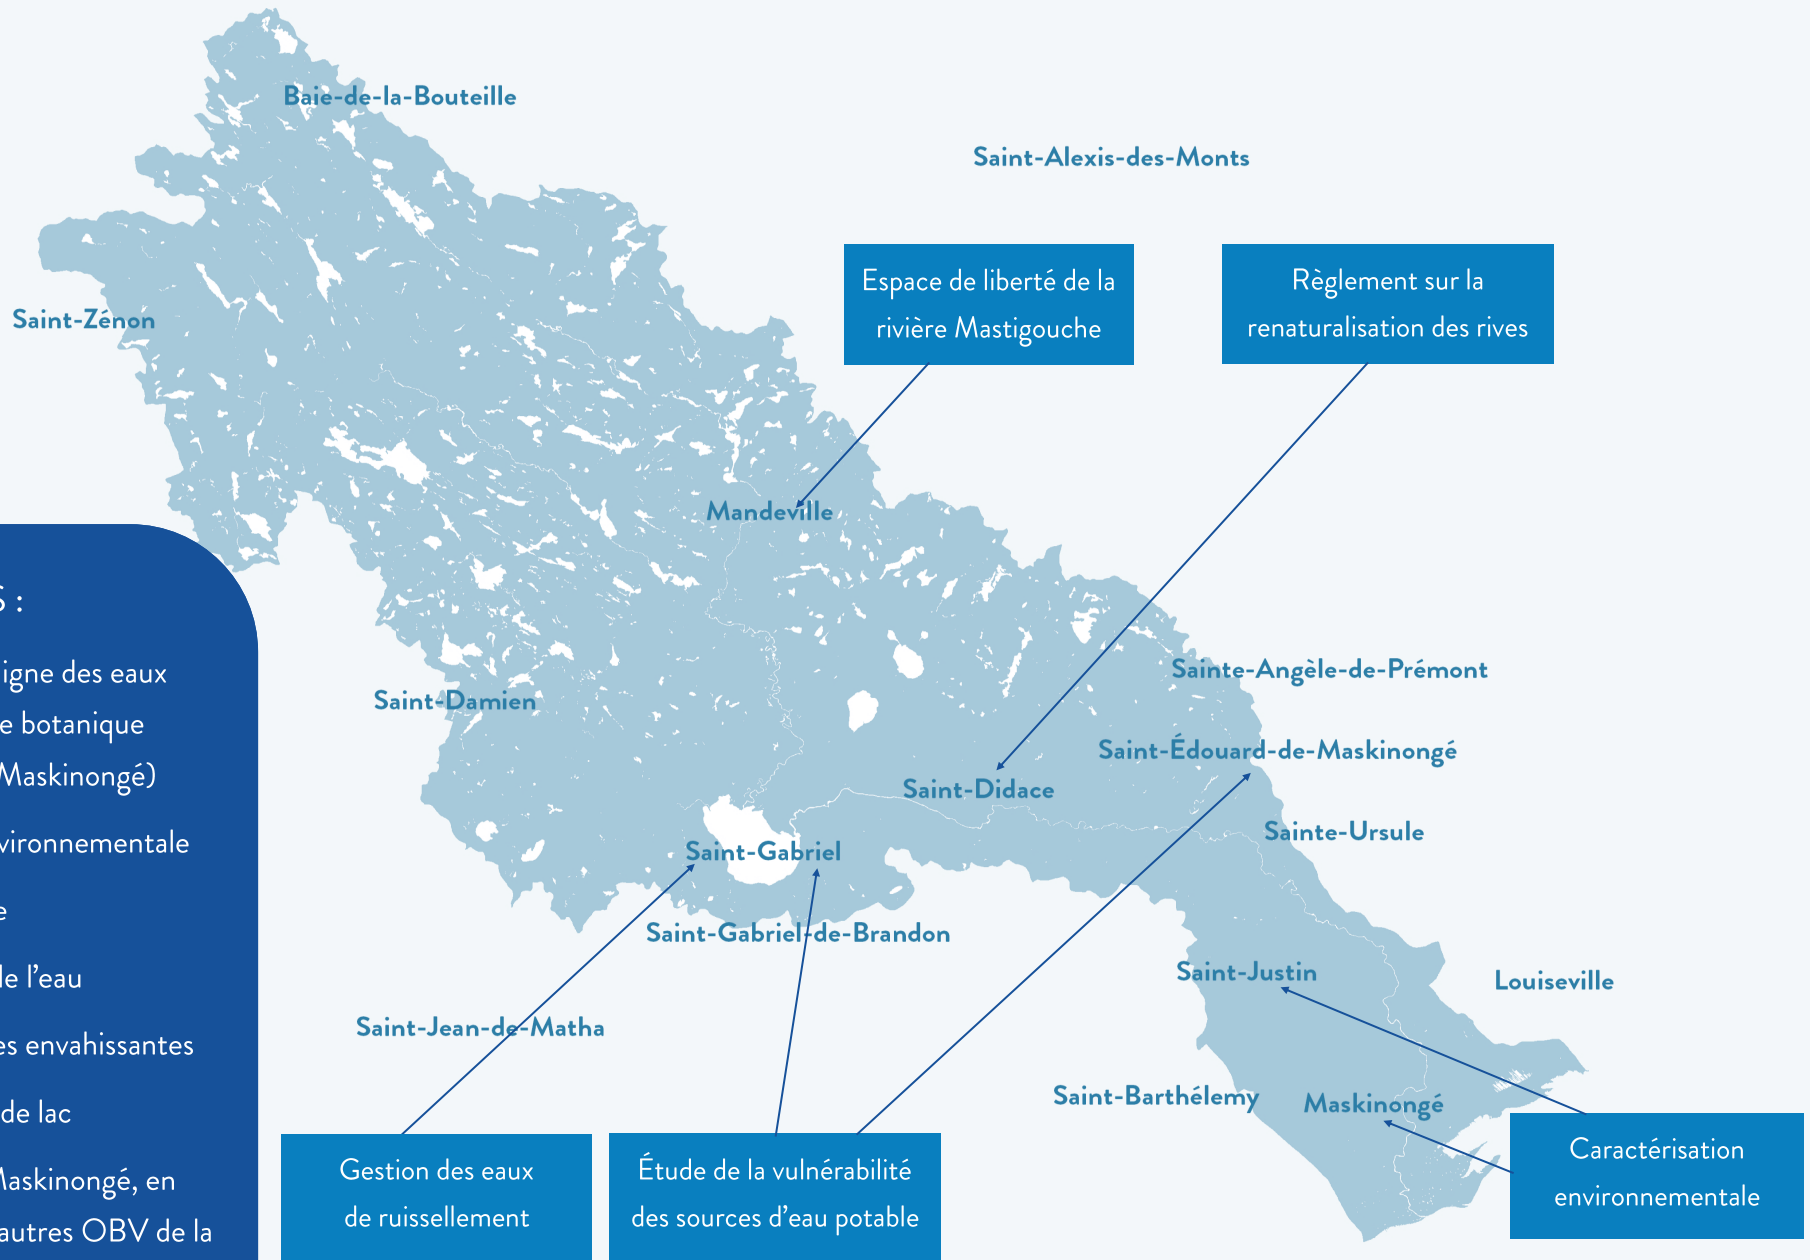 Baie-de-la-Bouteille
Saint-Alexis-des-Monts
Espace de liberté de la
rivière Mastigouche
Règlement sur la
renaturalisation des rives
Saint-Zénon
Mandeville
Sainte-Angèle-de-Prémont
Saint-Damien
Saint-Édouard-de-Maskinongé
Saint-Didace
Sainte-Ursule
Saint-Gabriel
Saint-Gabriel-de-Brandon
Saint-Justin
Louiseville
Saint-Jean-de-Matha
Saint-Barthélemy
Maskinongé
Gestion des eaux
de ruissellement
Étude de la vulnérabilité
des sources d'eau potable
Caractérisation
environnementale
S :
igne des eaux
e botanique
Maskinongé)
vironnementale
e
de l'eau
es envahissantes
de lac
Maskinongé, en
autres OBV de la